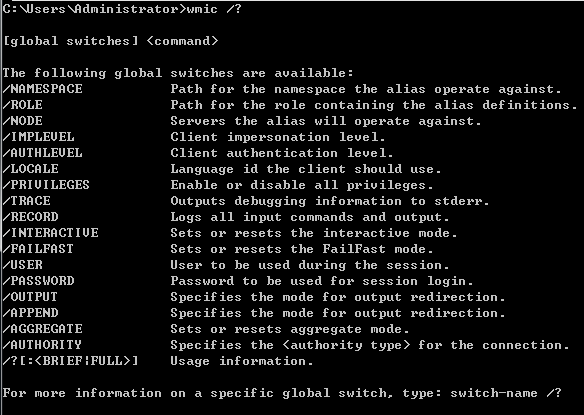 C:\Users\Administrator>wmic /?
[global switches] <command>
The following global switches are available:
/NAMESPACE Path for the namespace the alias operate against.
/ROLE Path for the role containing the alias definitions.
/NODE Servers the alias will operate against.
/IMPLEVEL Client impersonation level.
/AUTHLEVEL Client authentication level.
/LOCALE Language id the client should use.
/PRIVILEGES Enable or disable all privileges.
/TRACE Outputs debugging information to stderr.
/RECORD Logs all input commands and output.
/INTERACTIVE Sets or resets the interactive mode.
/FAILFAST Sets or resets the FailFast mode.
/USER User to be used during the session.
/PASSWORD Password to be used for session login.
/OUTPUT Specifies the mode for output redirection.
/APPEND Specifies the mode for output redirection.
/AGGREGATE Sets or resets aggregate mode.
/AUTHORITY Specifies the <authority type> for the connection.
/?[:<BRIEF|FULL>] Usage information.
For more information on a specific global switch, type: switch-name /?